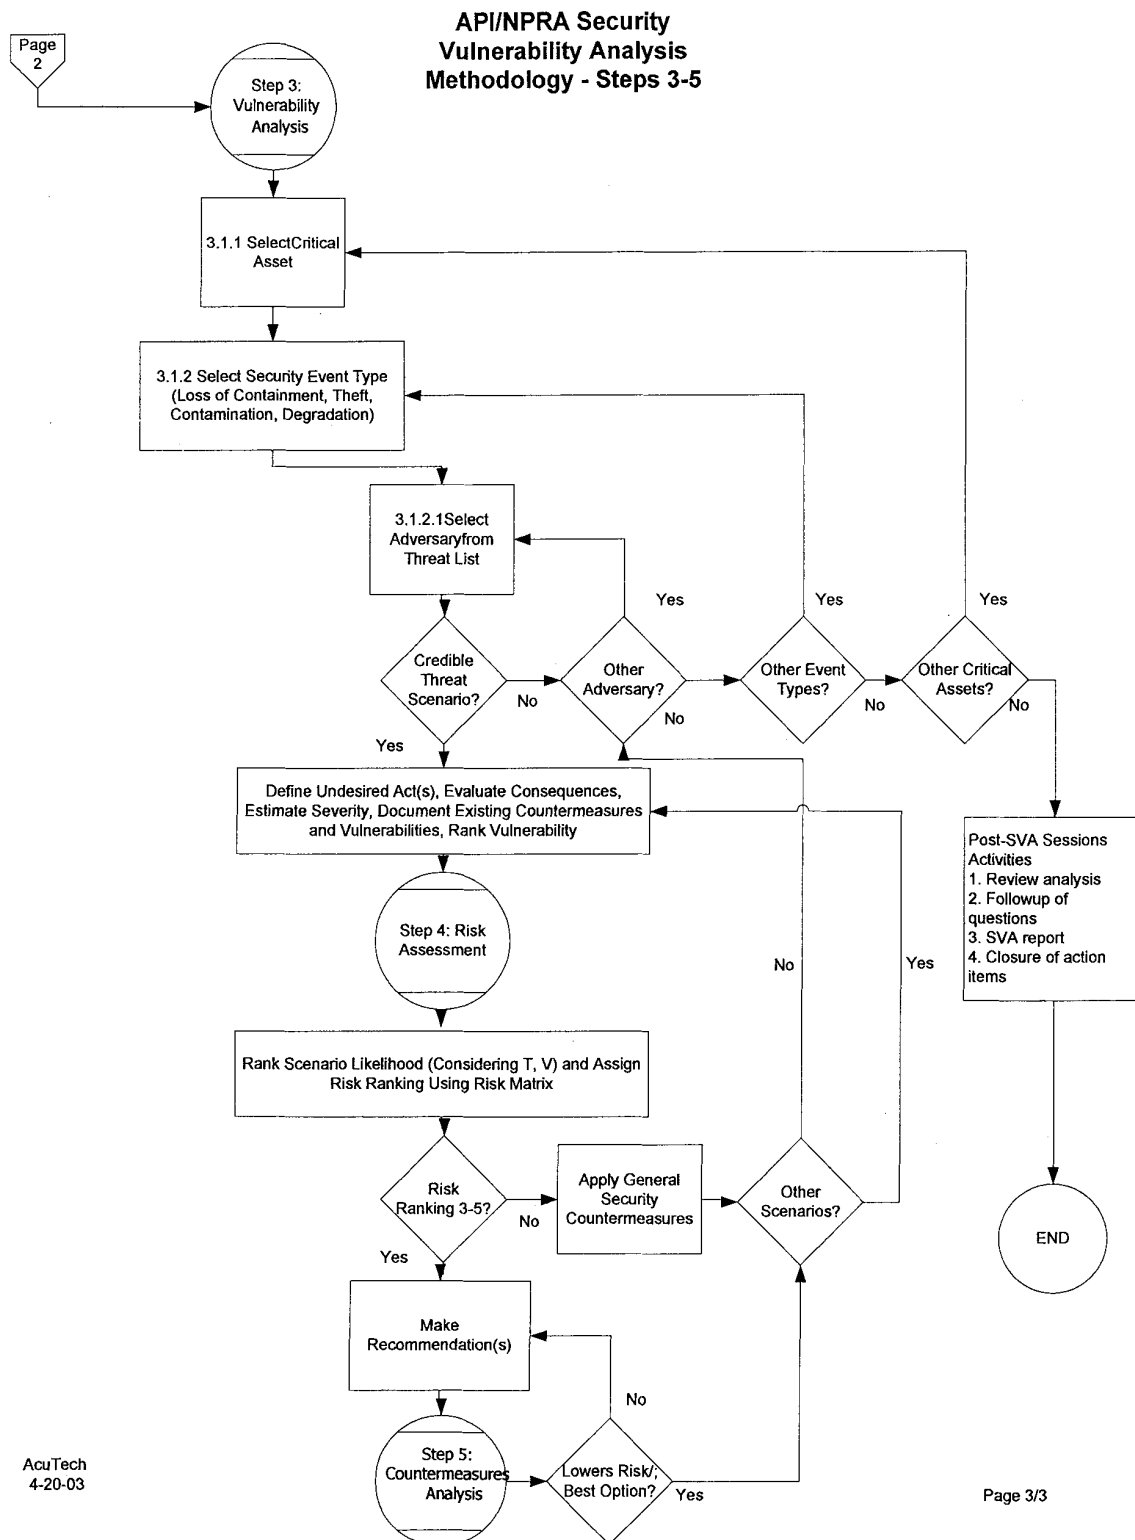 API/NPRA Security
Vulnerability Analysis
Methodology - Steps 3-5
Page
2
Step 3:
Vulnerability
Analysis
3.1.1 SelectCritical
Asset
3.1.2 Select Security Event Type
(Loss of Containment, Theft,
Contamination, Degradation)
3.1.2.1Select
Adversaryfrom
Threat List
Yes
Yes
Yes
Credible
Threat
Scenario?
No
Other
Adversary?
No
Other Event
Types?
No
Other Critical
Assets?
No
Yes
Define Undesired Act(s), Evaluate Consequences,
Estimate Severity, Document Existing Countermeasures
and Vulnerabilities, Rank Vulnerability
Post-SVA Sessions
Activities
1. Review analysis
2. Followup of
questions
3. SVA report
4. Closure of action
items
Step 4: Risk
Assessment
No
Yes
Rank Scenario Likelihood (Considering T, V) and Assign
Risk Ranking Using Risk Matrix
Risk
Ranking 3-5?
No
Apply General
Security
Countermeasures
Other
Scenarios?
END
Yes
Make
Recommendation(s)
No
Step 5:
Countermeasures
Analysis
Lowers Risk/;
Best Option?
Yes
AcuTech
4-20-03
Page 3/3